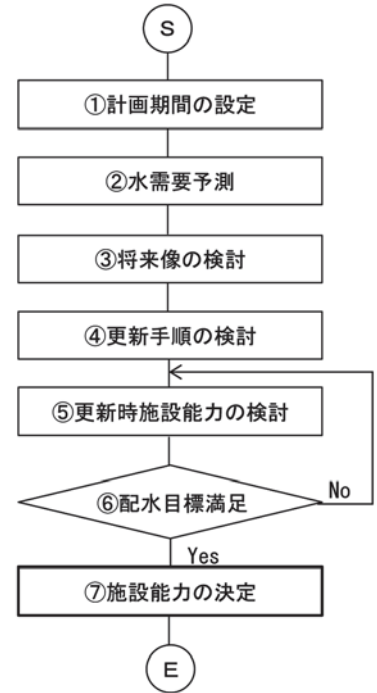 S
①計画期間の設定
②水需要予測
③将来像の検討
④更新手順の検討
⑤更新時施設能力の検討
⑥配水目標満足
No
Yes
⑦施設能力の決定
E